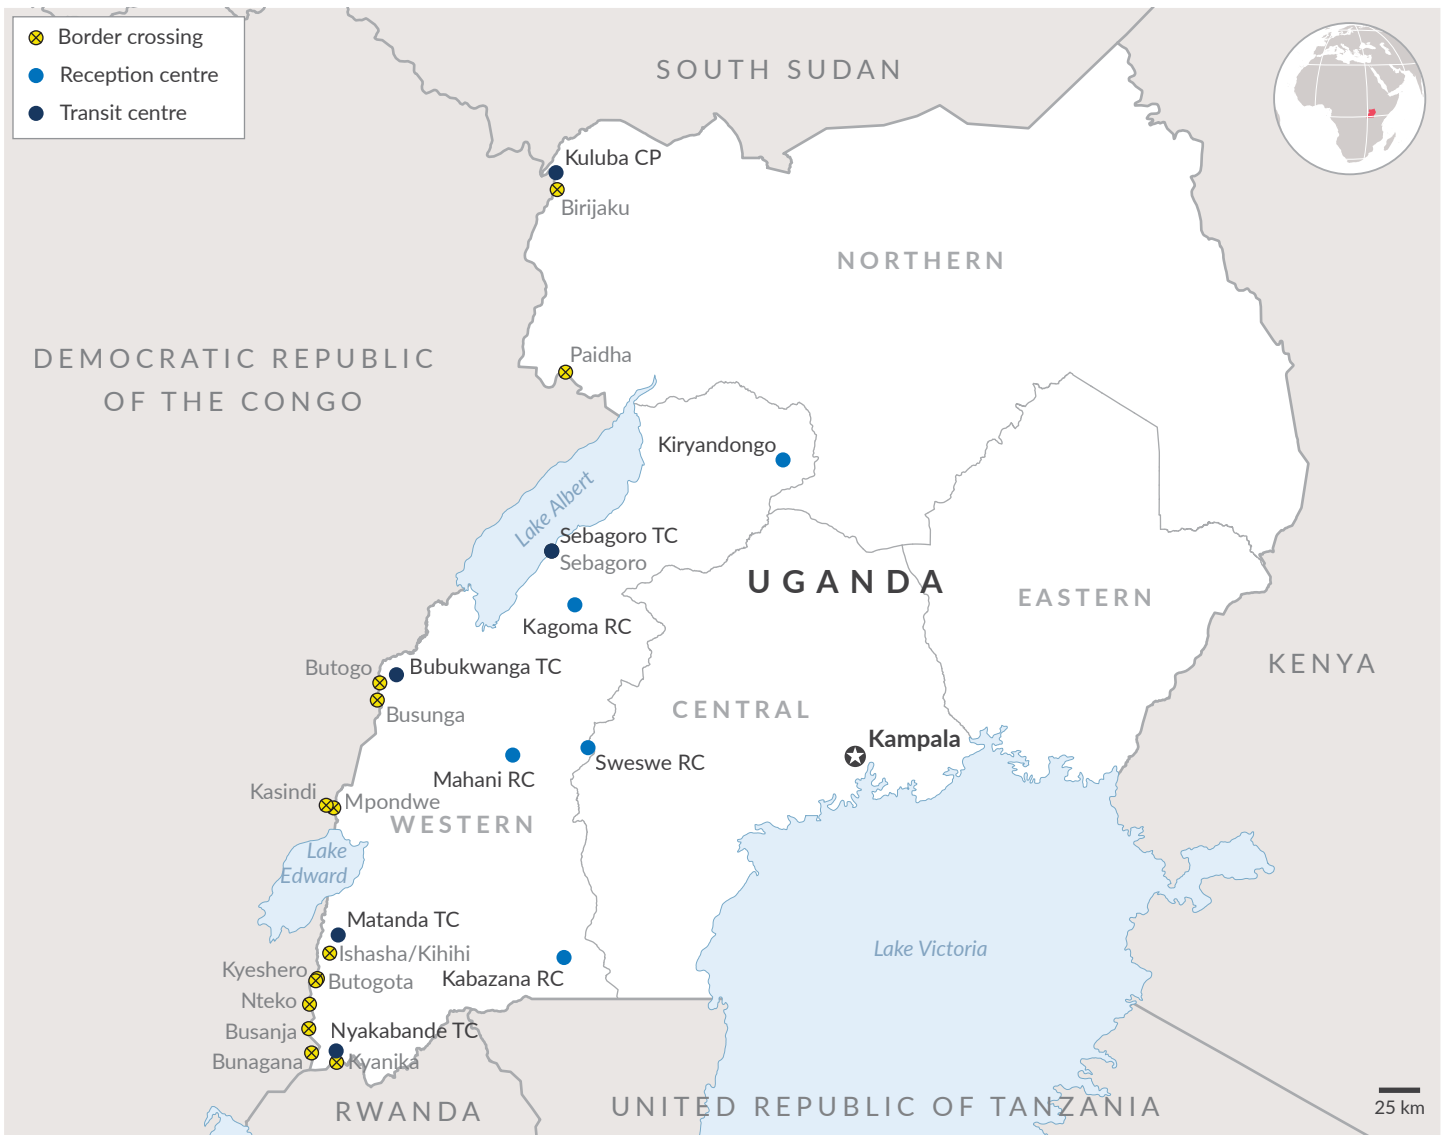 Border crossing
Reception centre
Transit centre
SOUTH SUDAN
Kuluba CP
Birijaku
NORTHERN
DEMOCRATIC REPUBLIC
OF THE CONGO
Paidha
Kiryandongo
Lake Albert
Sebagoro TC
Sebagoro
UGANDA
EASTERN
Kagoma RC
Butogo
Bubukwanga TC
KENYA
Busunga
CENTRAL
Kampala
Sweswe RC
Mahani RC
Kasindi
Mpondwe
WESTERN
Lake
Edward
Matanda TC
Ishasha/Kihihi
Lake Victoria
Kyeshero
Butogota
Kabazana RC
Nteko
Busanja
Nyakabande TC
Bunagana
Kyanika
RWANDA
UNITED REPUBLIC OF TANZANIA
25 km